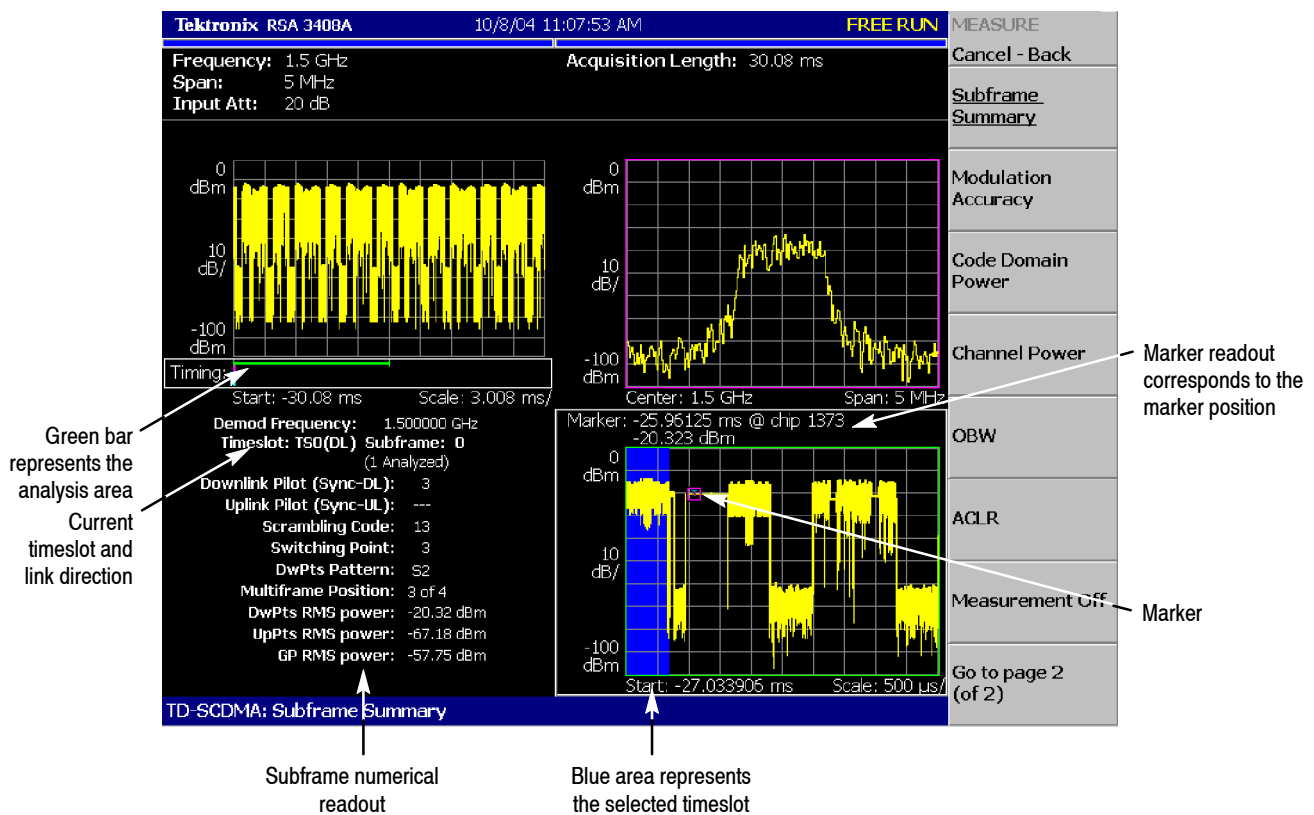 Tektronix RSA 3408A 10/8/04 11:07:53 AM FREE RUN
Frequency: 1.5 GHz
Span: 5 MHz
Input Att: 20 dB
Acquisition Length: 30.08 ms
0
dBm
10
dB/
-100
dBm
Timing:
Start: -30.08 ms Scale: 3.008 ms/
0
dBm
10
dB/
-100
dBm
Center: 1.5 GHz Span: 5 MHz
Demod Frequency: 1.500000 GHz
Timeslot: TS0(DL) Subframe: 0
(1 Analyzed)
Downlink Pilot (Sync-DL): 3
Uplink Pilot (Sync-UL): ---
Scrambling Code: 13
Switching Point: 3
DwPts Pattern: S2
Multiframe Position: 3 of 4
DwPts RMS power: -20.32 dBm
UpPts RMS power: -67.18 dBm
GP RMS power: -57.75 dBm
Marker: -25.96125 ms @ chip 1373
-20.323 dBm
0
dBm
10
dB/
-100
dBm
Start: -27.033906 ms Scale: 500 µs/
TD-SCDMA: Subframe Summary
MEASURE
Cancel - Back
Subframe
Summary
Modulation
Accuracy
Code Domain
Power
Channel Power
OBW
ACLR
Measurement Off
Go to page 2
(of 2)
Green bar
represents the
analysis area
Current
timeslot and
link direction
Marker readout
corresponds to the
marker position
Marker
Subframe numerical
readout
Blue area represents
the selected timeslot